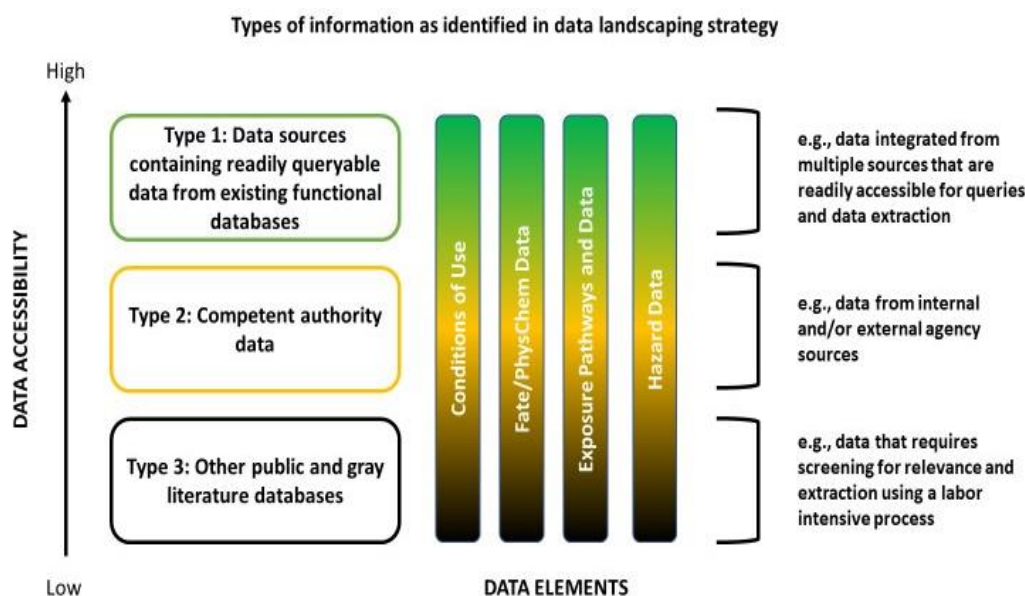 Types of information as identified in data landscaping strategy
High
DATA ACCESSIBILITY
Low
Type 1: Data sources
containing readily queryable
data from existing functional
databases
Type 2: Competent authority
data
Type 3: Other public and gray
literature databases
Conditions of Use
Fate/PhysChem Data
Exposure Pathways and Data
Hazard Data
DATA ELEMENTS
e.g., data integrated from
multiple sources that are
readily accessible for queries
and data extraction
e.g., data from internal
and/or external agency
sources
e.g., data that requires
screening for relevance and
extraction using a labor
intensive process